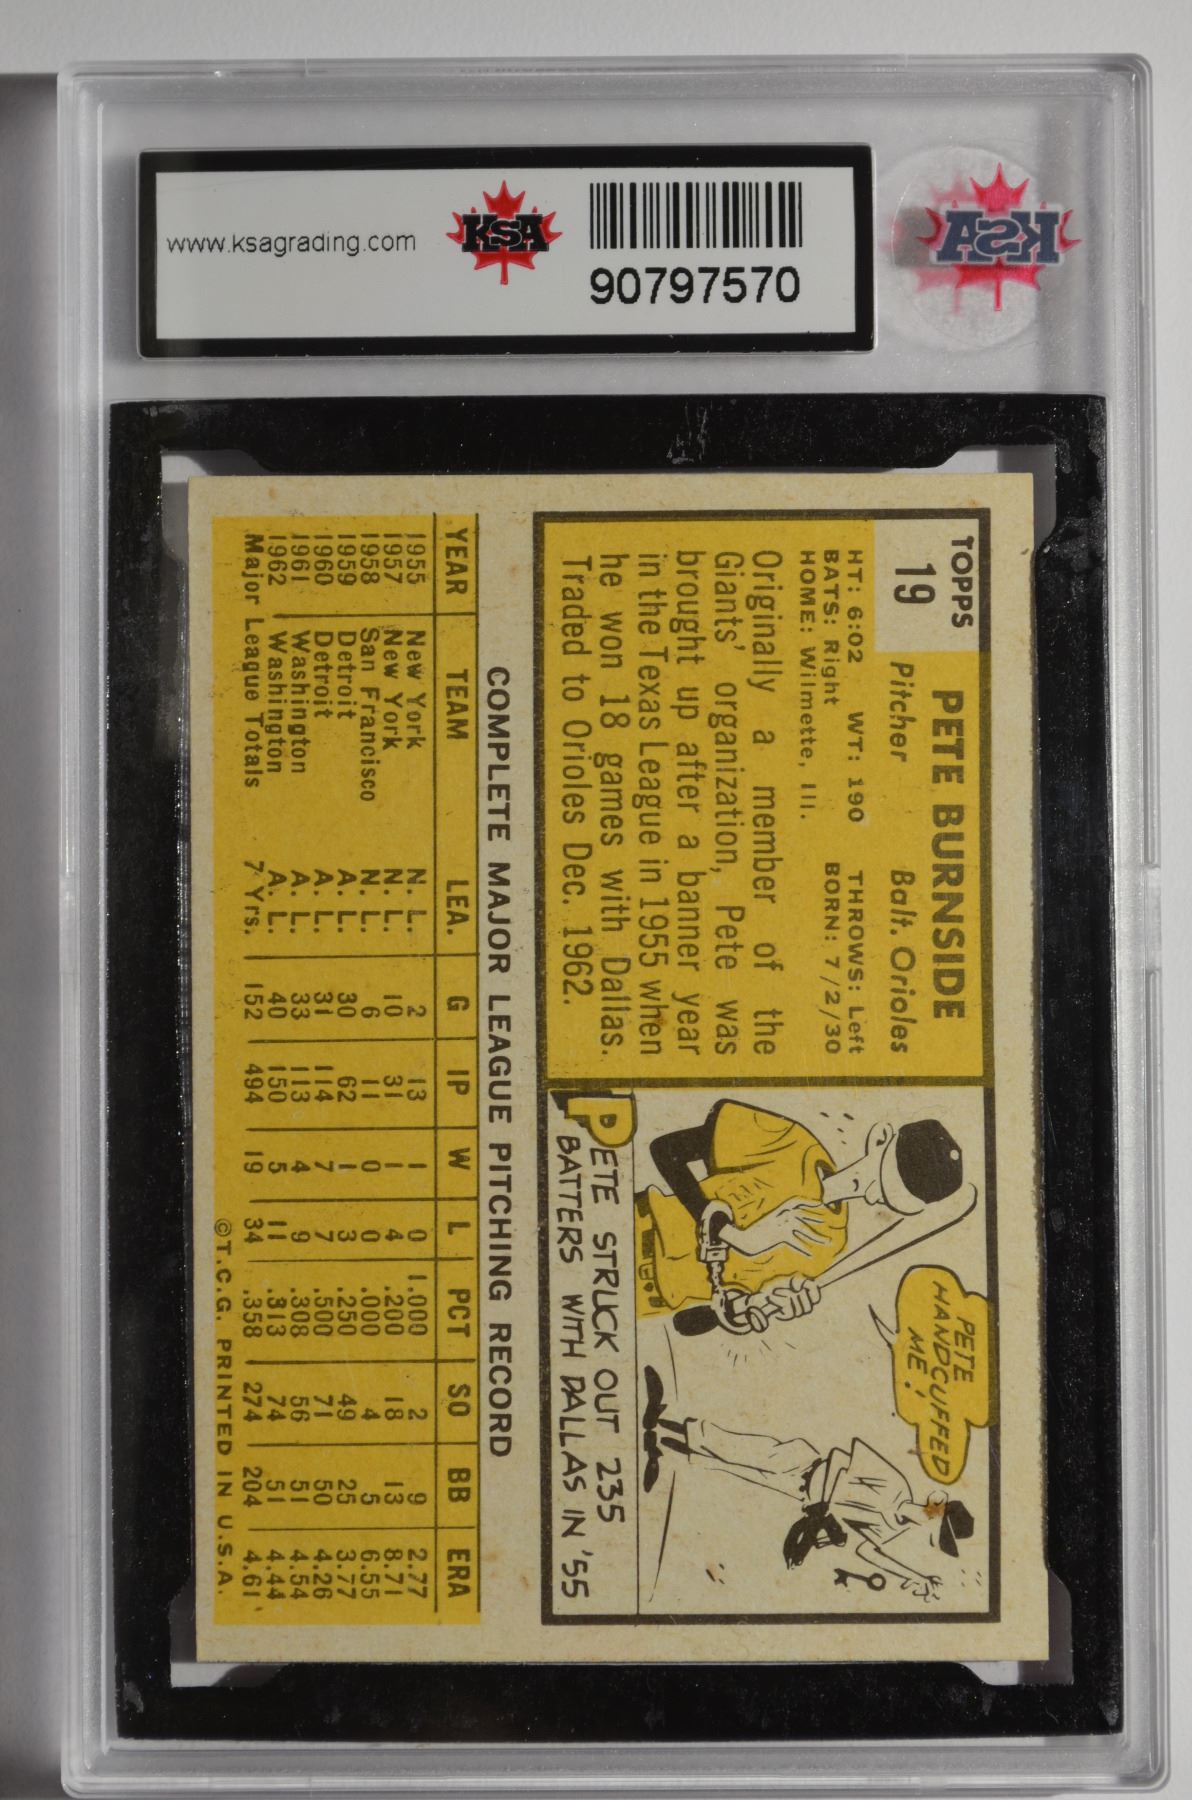 www.ksagrading.com
KSA
90797570
KSA
TOPPS
19
PETE BURNSIDE
Pitcher Balt. Orioles
HT: 6:02 WT: 190 THROWS: Left
BATS: Right BORN: 7/2/30
HOME: Wilmette, Ill.
Originally a member of the
Giants' organization, Pete was
brought up after a banner year
in the Texas League in 1955 when
he won 18 games with Dallas.
Traded to Orioles Dec. 1962.
PETE
HANDCUFFED
ME!
PETE STRUCK OUT 235
BATTERS WITH DALLAS IN '55
COMPLETE MAJOR LEAGUE PITCHING RECORD
YEAR TEAM LEA. G IP W L PCT SO BB ERA
1955 New York N. L. 2 13 1 0 1.000 2 9 2.77
1957 New York N. L. 10 31 1 4 .200 18 13 8.71
1958 San Francisco N. L. 6 11 0 0 .000 4 5 6.55
1959 Detroit A. L. 30 62 1 3 .250 49 25 3.77
1960 Detroit A. L. 31 114 7 7 .500 71 50 4.26
1961 Washington A. L. 33 113 4 9 .308 56 51 4.54
1962 Washington A. L. 40 150 5 11 .313 74 51 4.44
Major League Totals 7 Yrs. 152 494 19 34 .358 274 204 4.61
©T.C.G. PRINTED IN U.S.A.